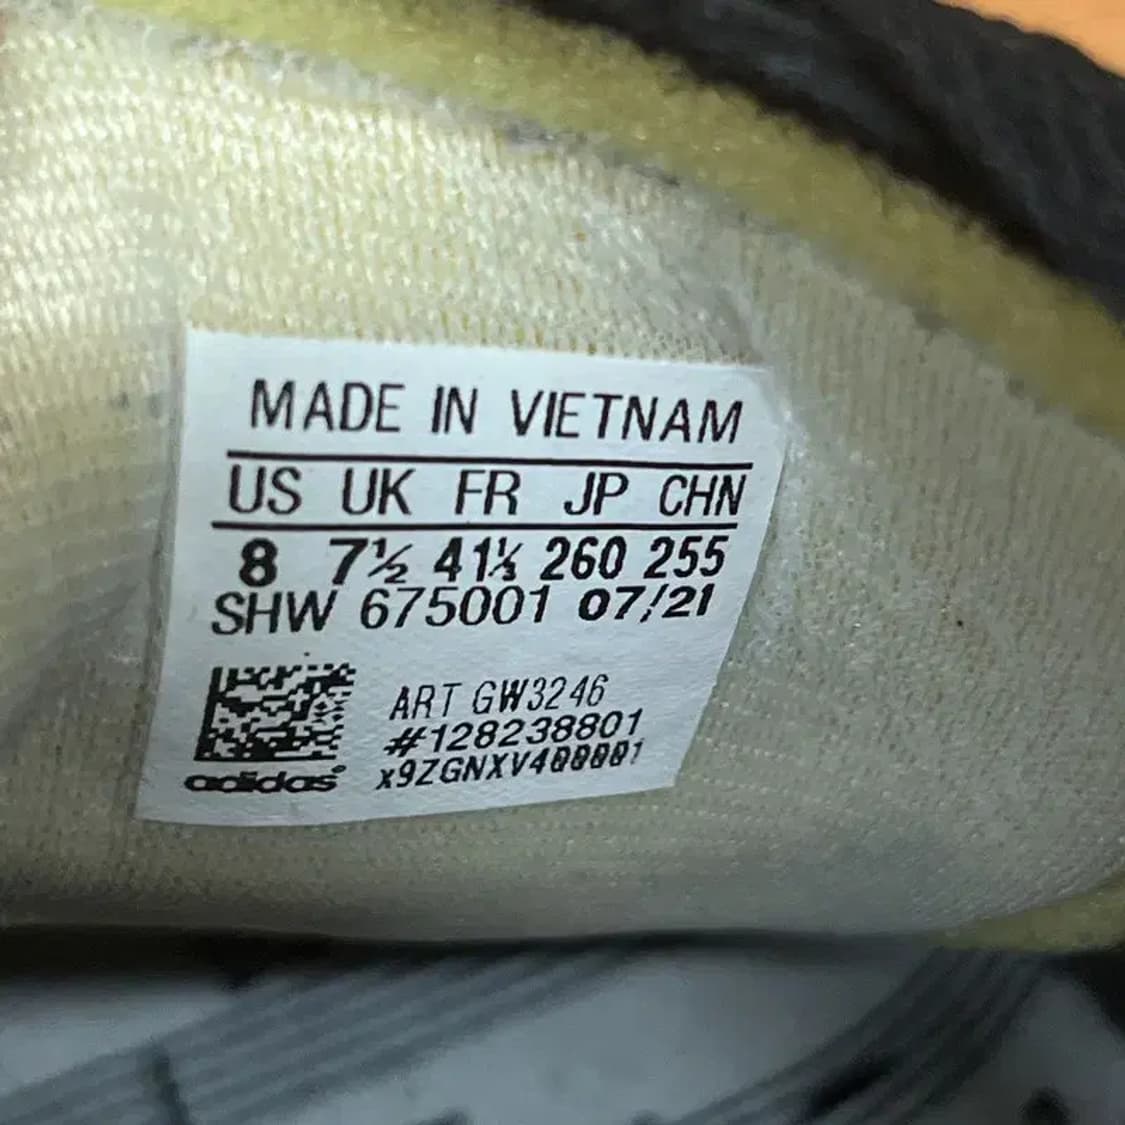 MADE IN VIETNAM
US UK FR JP CHN
8 7½ 41⅓ 260 255
SHW 675001 07/21
ART GW3246
#128238801
adidas® x9ZGNXV400001